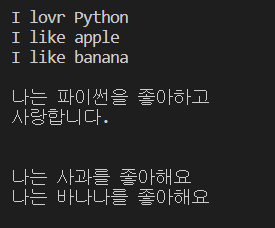 I lovr Python
I like apple
I like banana
나는 파이썬을 좋아하고
사랑합니다.
나는 사과를 좋아해요
나는 바나나를 좋아해요